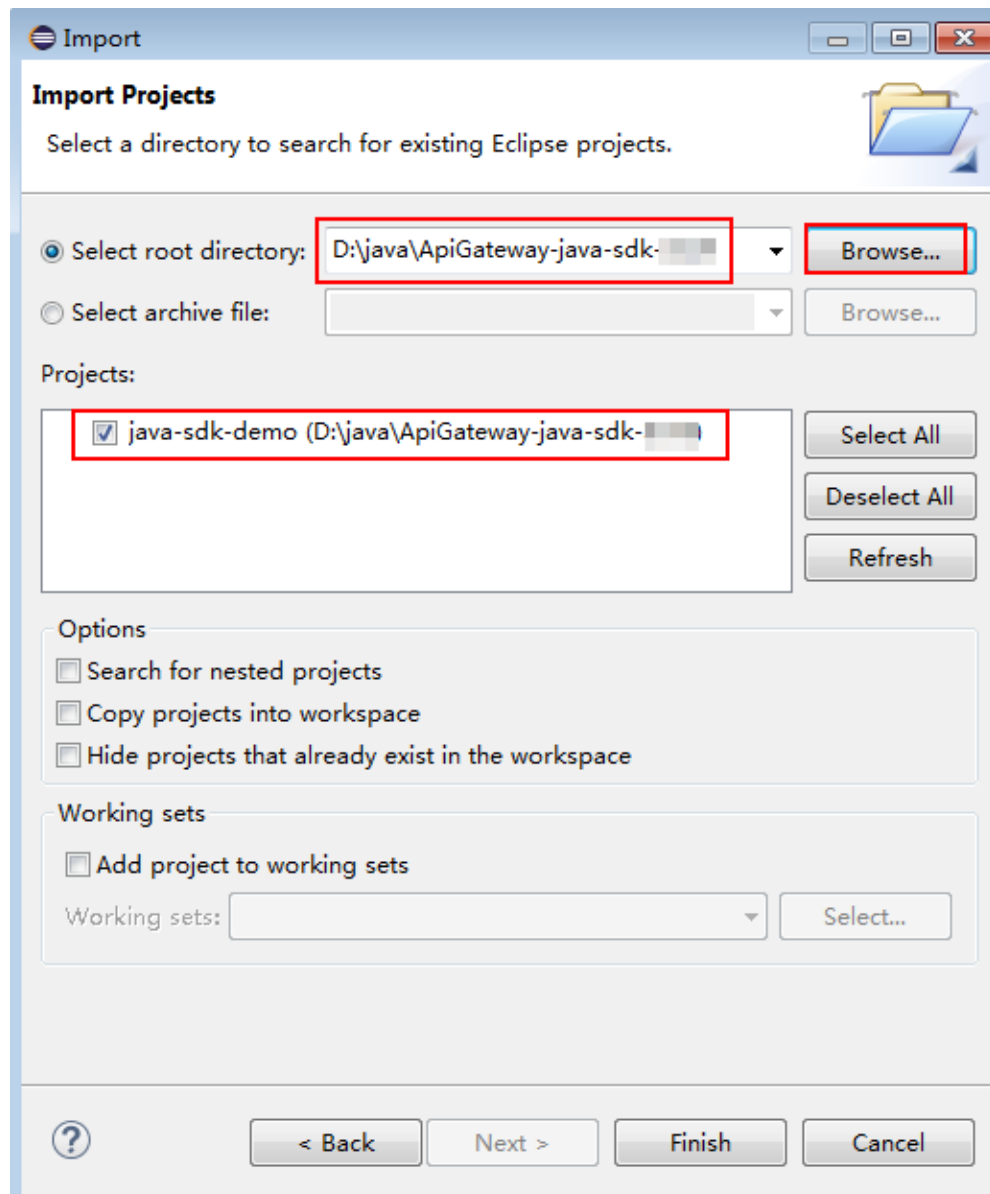 Import
Import Projects
Select a directory to search for existing Eclipse projects.
Select root directory: D:\java\ApiGateway-java-sdk- Browse...
Select archive file: Browse...
Projects:
java-sdk-demo (D:\java\ApiGateway-java-sdk- )
Select All
Deselect All
Refresh
Options
Search for nested projects
Copy projects into workspace
Hide projects that already exist in the workspace
Working sets
Add project to working sets
Working sets: Select...
? < Back Next > Finish Cancel